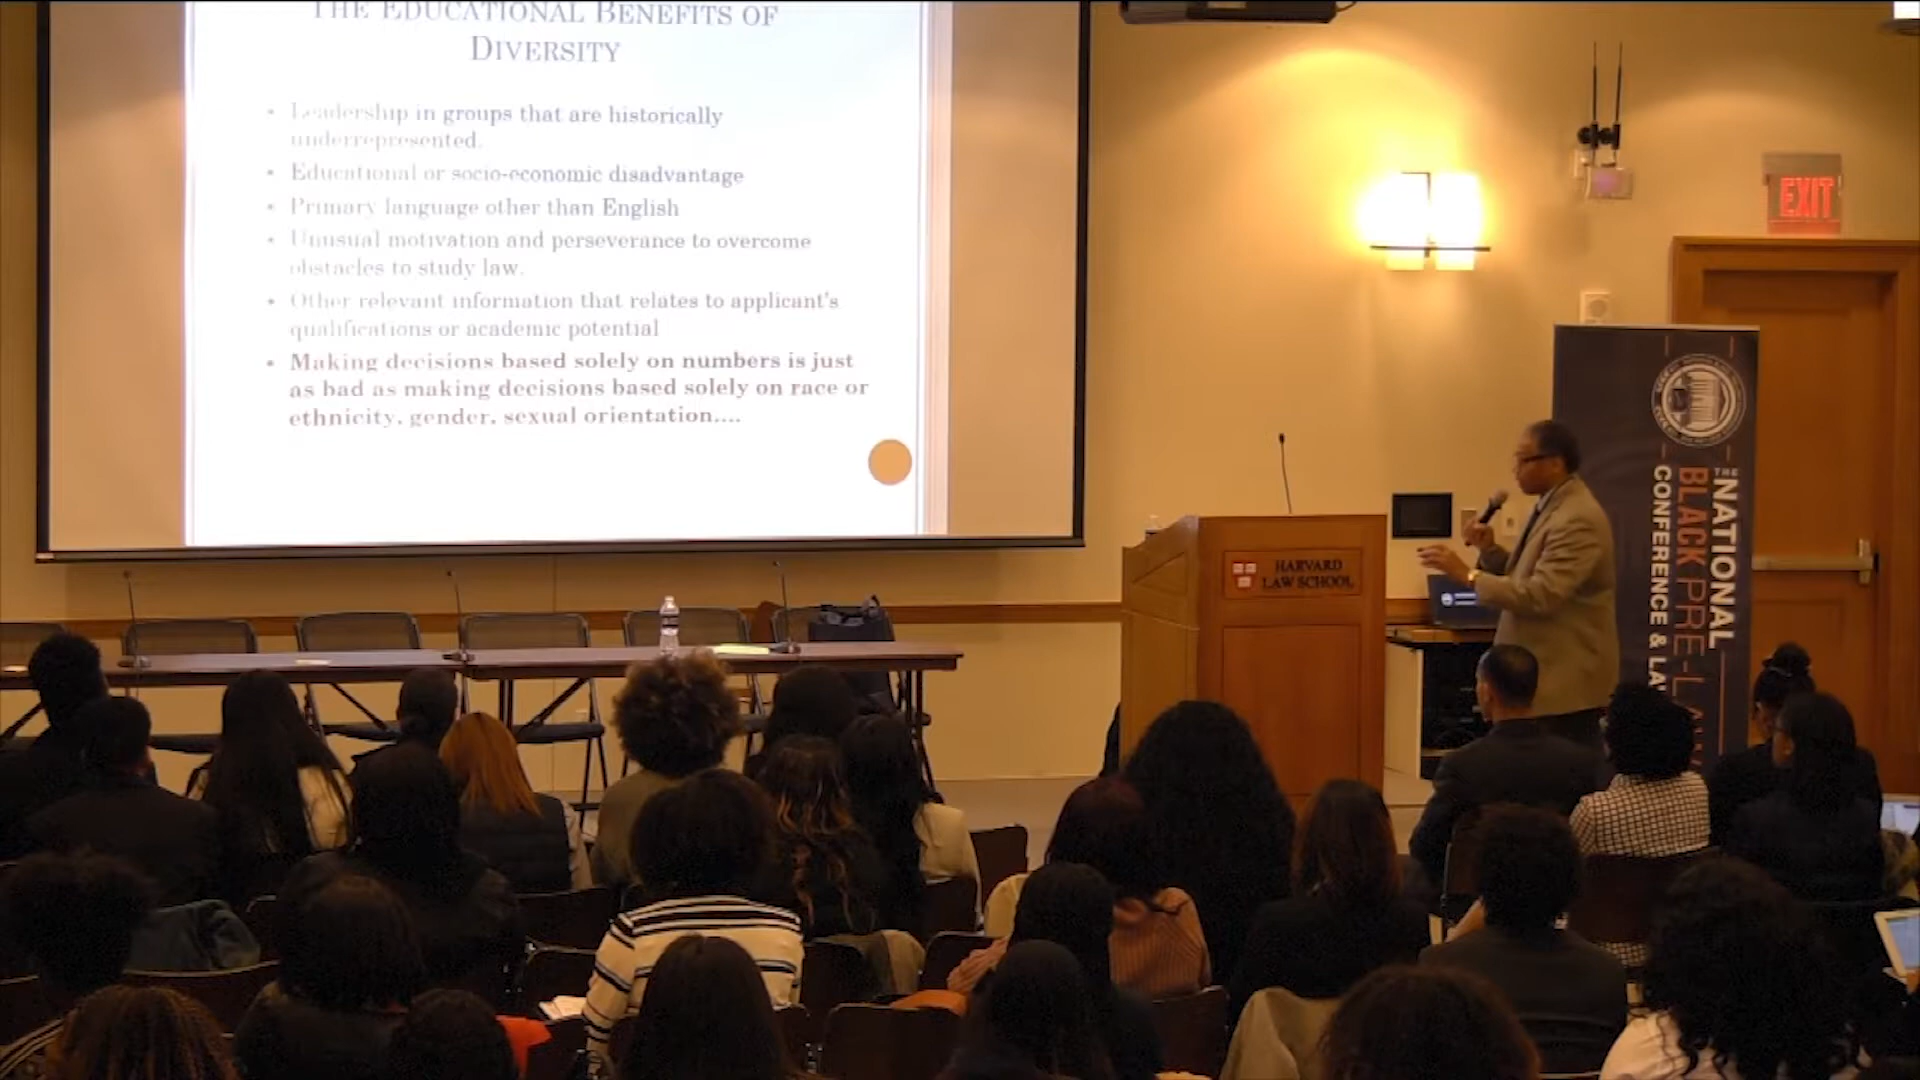 THE EDUCATIONAL BENEFITS OF
DIVERSITY
• Leadership in groups that are historically
underrepresented.
• Educational or socio-economic disadvantage
• Primary language other than English
• Unusual motivation and perseverance to overcome
obstacles to study law.
• Other relevant information that relates to applicant's
qualifications or academic potential
• Making decisions based solely on numbers is just
as bad as making decisions based solely on race or
ethnicity, gender, sexual orientation....
EXIT
HARVARD
LAW SCHOOL
THE
NATIONAL
BLACK PRE-LAW
CONFERENCE & LA